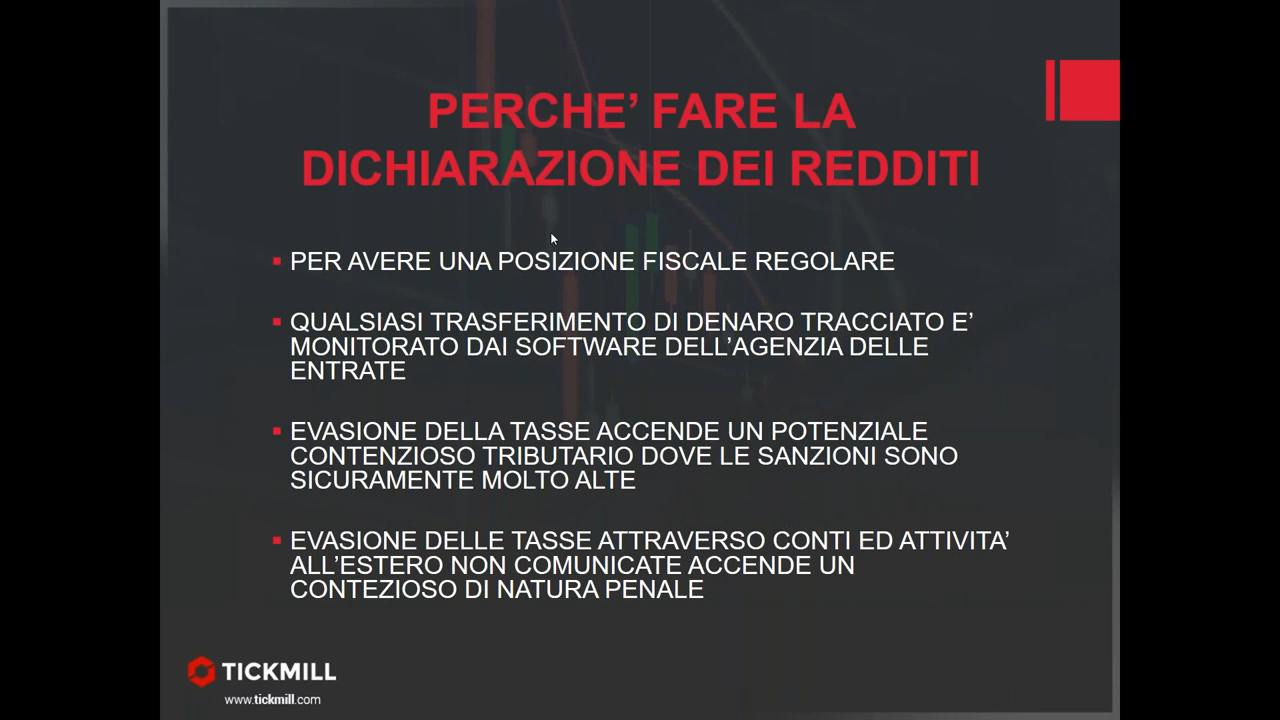 PERCHE’ FARE LA
DICHIARAZIONE DEI REDDITI
PER AVERE UNA POSIZIONE FISCALE REGOLARE
QUALSIASI TRASFERIMENTO DI DENARO TRACCIATO E’
MONITORATO DAI SOFTWARE DELL’AGENZIA DELLE
ENTRATE
EVASIONE DELLA TASSE ACCENDE UN POTENZIALE
CONTENZIOSO TRIBUTARIO DOVE LE SANZIONI SONO
SICURAMENTE MOLTO ALTE
EVASIONE DELLE TASSE ATTRAVERSO CONTI ED ATTIVITA’
ALL’ESTERO NON COMUNICATE ACCENDE UN
CONTEZIOSO DI NATURA PENALE
TICKMILL
www.tickmill.com